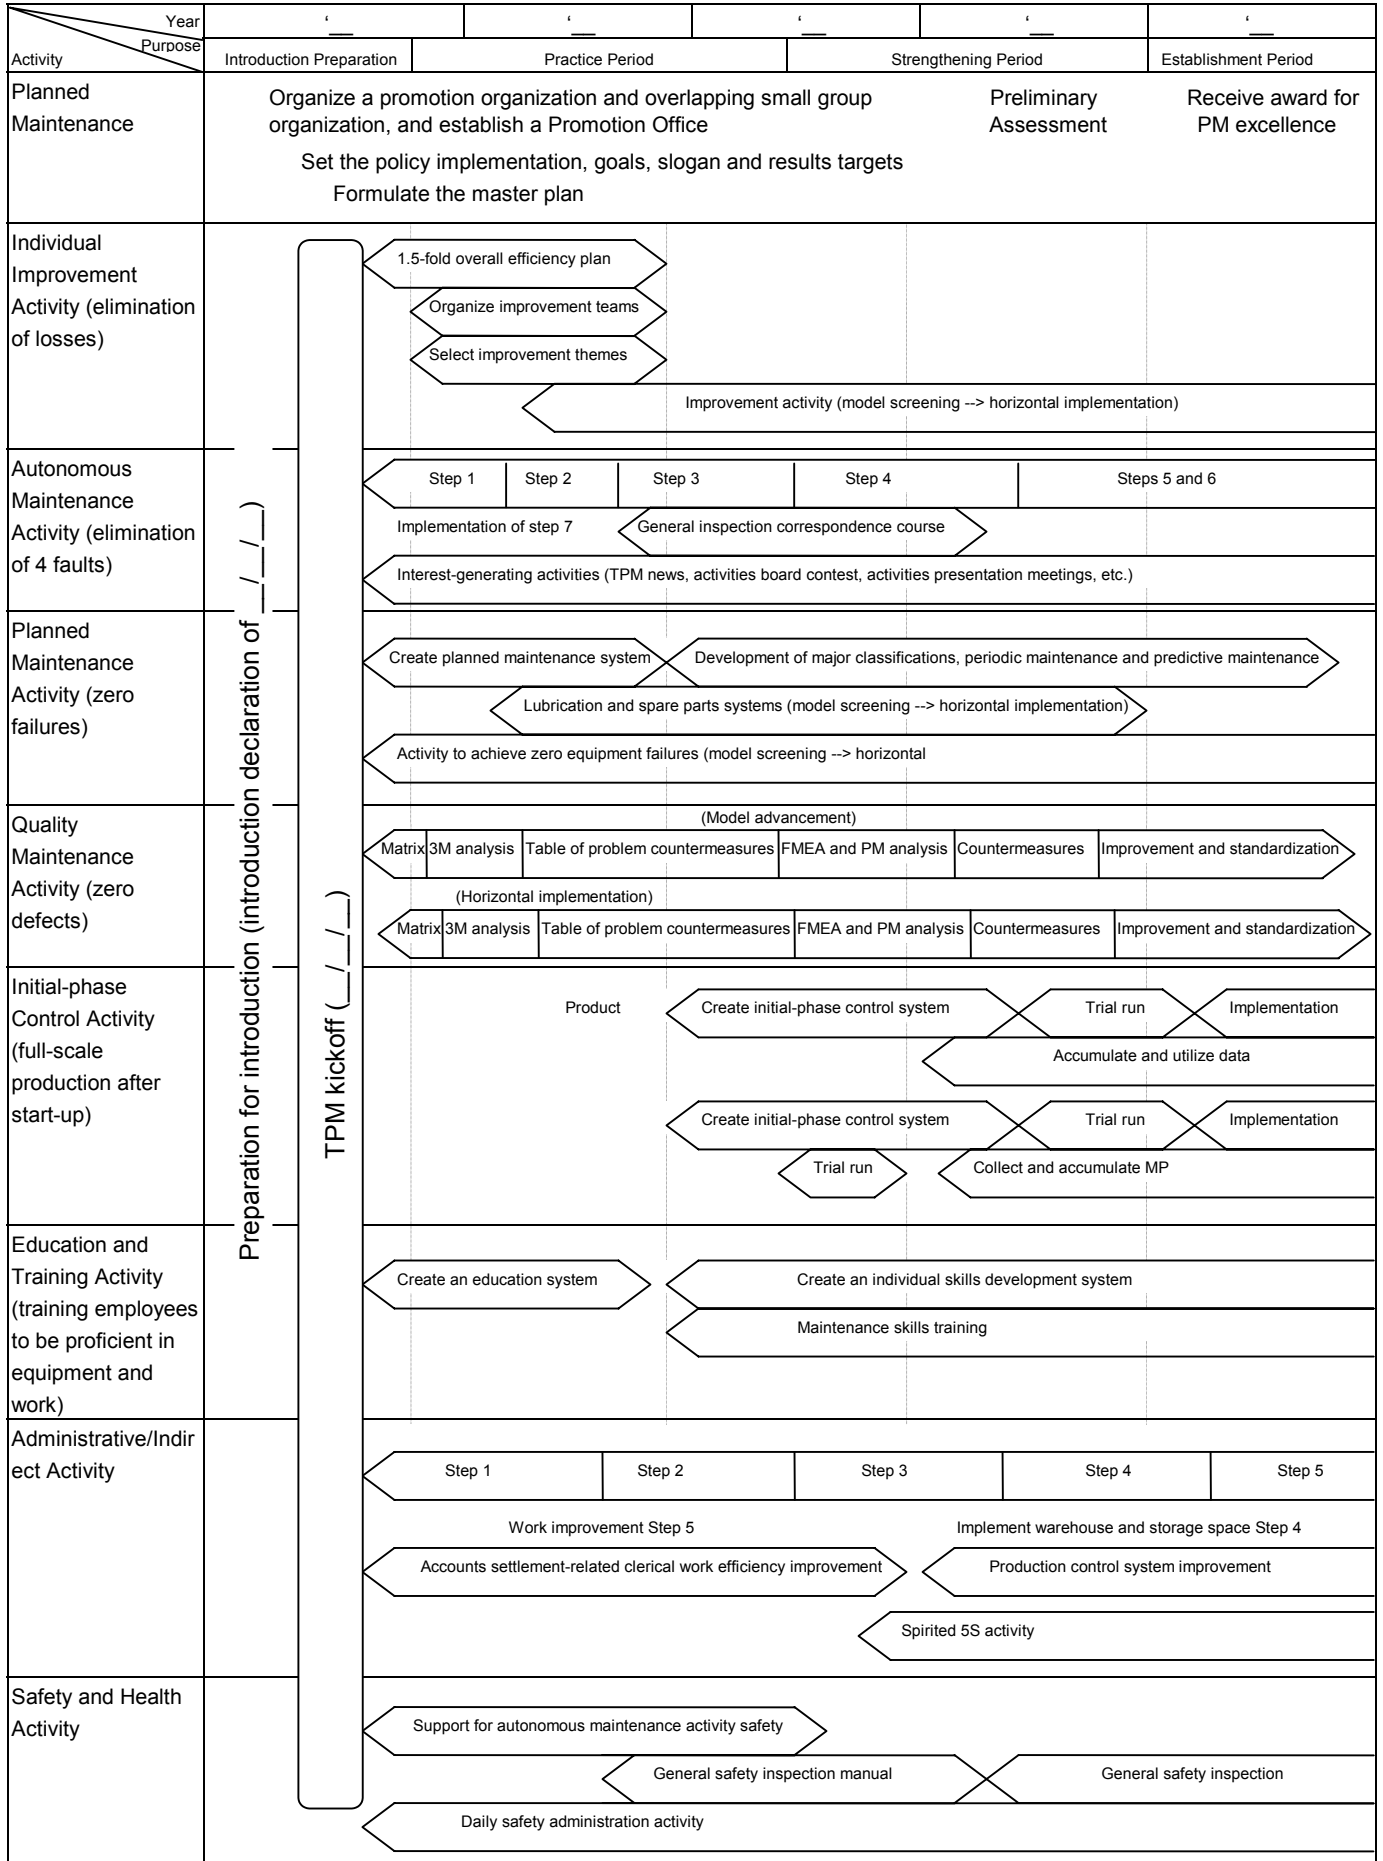 Year
‘__ ‘__ ‘__ ‘__ ‘__
Purpose
Activity
Introduction Preparation
Practice Period
Strengthening Period
Establishment Period
Planned
Maintenance
Organize a promotion organization and overlapping small group
organization, and establish a Promotion Office
Preliminary
Assessment
Receive award for
PM excellence
Set the policy implementation, goals, slogan and results targets
Formulate the master plan
Preparation for introduction (introduction declaration of __/__/__)
TPM kickoff (__/__/__)
Individual
Improvement
Activity (elimination
of losses)
1.5-fold overall efficiency plan
Organize improvement teams
Select improvement themes
Improvement activity (model screening --> horizontal implementation)
Autonomous
Maintenance
Activity (elimination
of 4 faults)
Step 1
Step 2
Step 3
Step 4
Steps 5 and 6
Implementation of step 7
General inspection correspondence course
Interest-generating activities (TPM news, activities board contest, activities presentation meetings, etc.)
Planned
Maintenance
Activity (zero
failures)
Create planned maintenance system
Development of major classifications, periodic maintenance and predictive maintenance
Lubrication and spare parts systems (model screening --> horizontal implementation)
Activity to achieve zero equipment failures (model screening --> horizontal
Quality
Maintenance
Activity (zero
defects)
(Model advancement)
Matrix
3M analysis
Table of problem countermeasures
FMEA and PM analysis
Countermeasures
Improvement and standardization
(Horizontal implementation)
Matrix
3M analysis
Table of problem countermeasures
FMEA and PM analysis
Countermeasures
Improvement and standardization
Initial-phase
Control Activity
(full-scale
production after
start-up)
Product
Create initial-phase control system
Trial run
Implementation
Accumulate and utilize data
Create initial-phase control system
Trial run
Implementation
Trial run
Collect and accumulate MP
Education and
Training Activity
(training employees
to be proficient in
equipment and
work)
Create an education system
Create an individual skills development system
Maintenance skills training
Administrative/Indir
ect Activity
Step 1
Step 2
Step 3
Step 4
Step 5
Work improvement Step 5
Implement warehouse and storage space Step 4
Accounts settlement-related clerical work efficiency improvement
Production control system improvement
Spirited 5S activity
Safety and Health
Activity
Support for autonomous maintenance activity safety
General safety inspection manual
General safety inspection
Daily safety administration activity